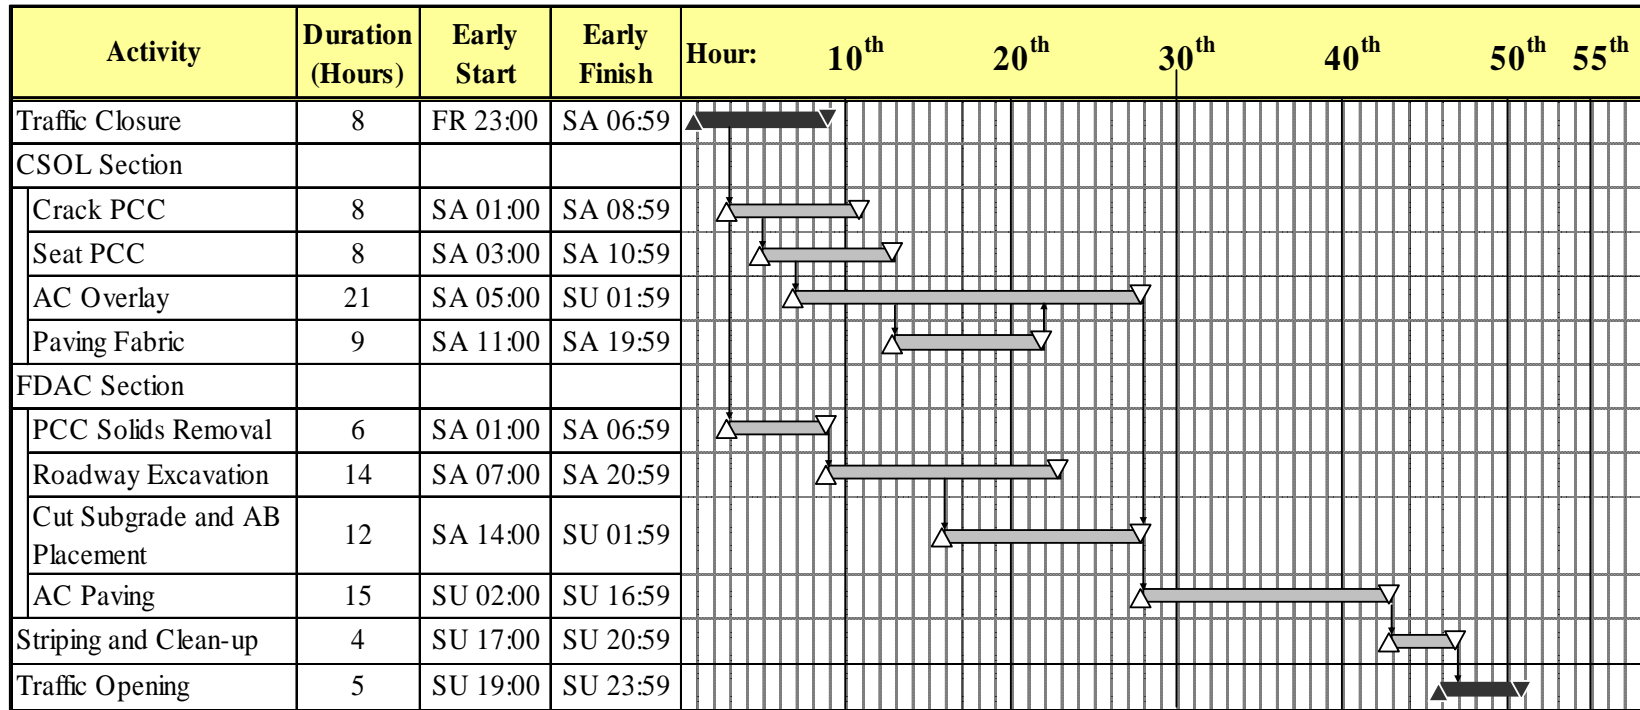 Activity Duration (Hours) Early Start Early Finish Hour: 10th 20th 30th 40th 50th 55th
Traffic Closure 8 FR 23:00 SA 06:59
CSOL Section
Crack PCC 8 SA 01:00 SA 08:59
Seat PCC 8 SA 03:00 SA 10:59
AC Overlay 21 SA 05:00 SU 01:59
Paving Fabric 9 SA 11:00 SA 19:59
FDAC Section
PCC Solids Removal 6 SA 01:00 SA 06:59
Roadway Excavation 14 SA 07:00 SA 20:59
Cut Subgrade and AB Placement 12 SA 14:00 SU 01:59
AC Paving 15 SU 02:00 SU 16:59
Striping and Clean-up 4 SU 17:00 SU 20:59
Traffic Opening 5 SU 19:00 SU 23:59